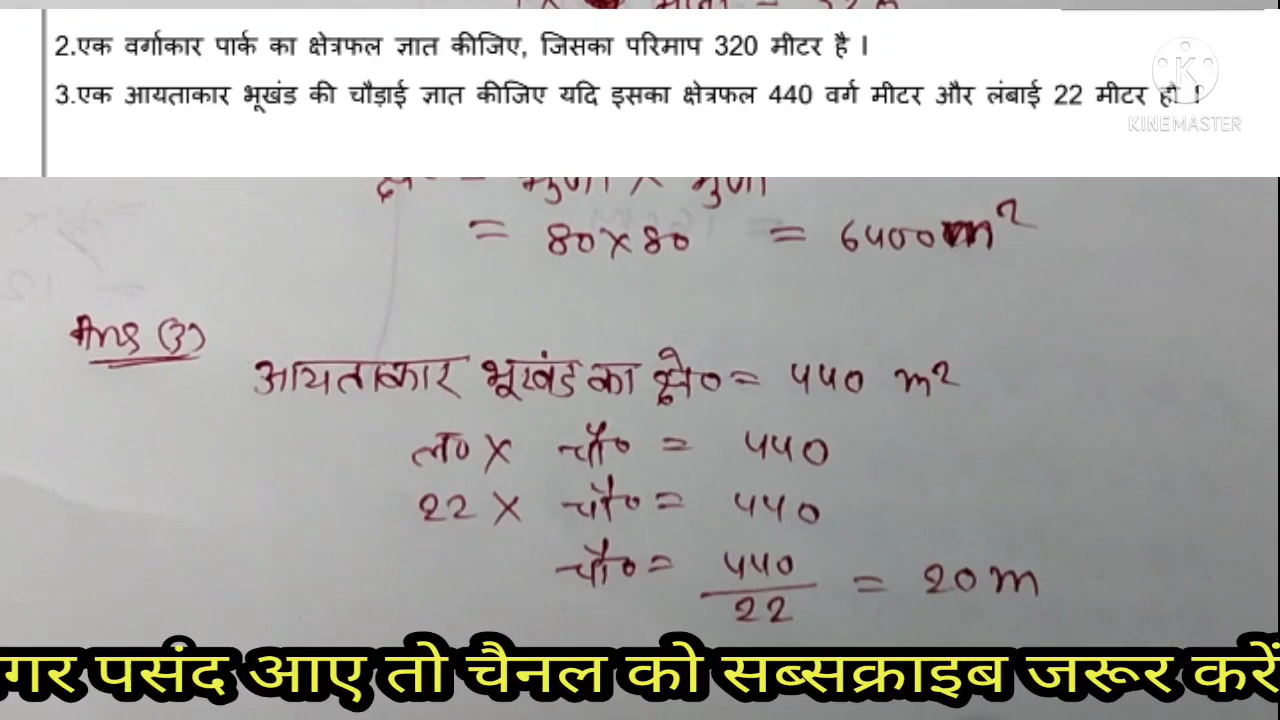 2.एक वर्गाकार पार्क का क्षेत्रफल ज्ञात कीजिए, जिसका परिमाप 320 मीटर है ।
3.एक आयताकार भूखंड की चौड़ाई ज्ञात कीजिए यदि इसका क्षेत्रफल 440 वर्ग मीटर और लंबाई 22 मीटर हो ।
K
KINEMASTER
क्षे० = भुजा × भुजा
= 80×80 = 6400m²
Ans (3)
आयताकार भूखंड का क्षे० = 440 m²
ल० × चौ० = 440
22 × चौ० = 440
चौ० = 440/22 = 20m
गर पसंद आए तो चैनल को सब्सक्राइब जरूर करें